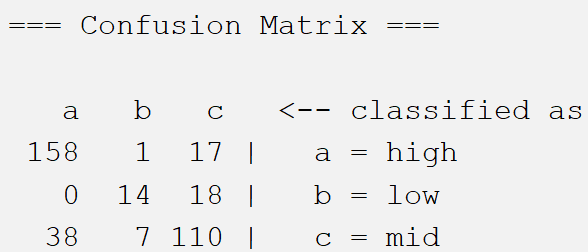 === Confusion Matrix ===
a b c <-- classified as
158 1 17 | a = high
0 14 18 | b = low
38 7 110 | c = mid